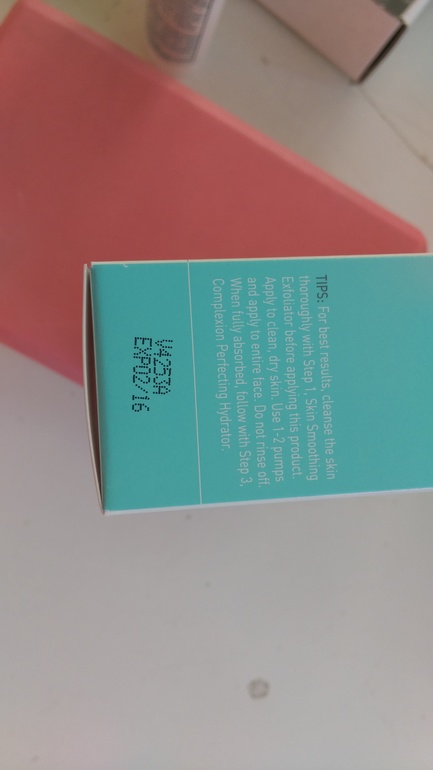 TIPS: For best results, cleanse the skin
thoroughly with Step 1, Skin Smoothing
Exfoliator before applying this product.
Apply to clean, dry skin. Use 1-2 pumps
and apply to entire face. Do not rinse off.
When fully absorbed, follow with Step 3,
Complexion Perfecting Hydrator.
V4253A
EXP02/16